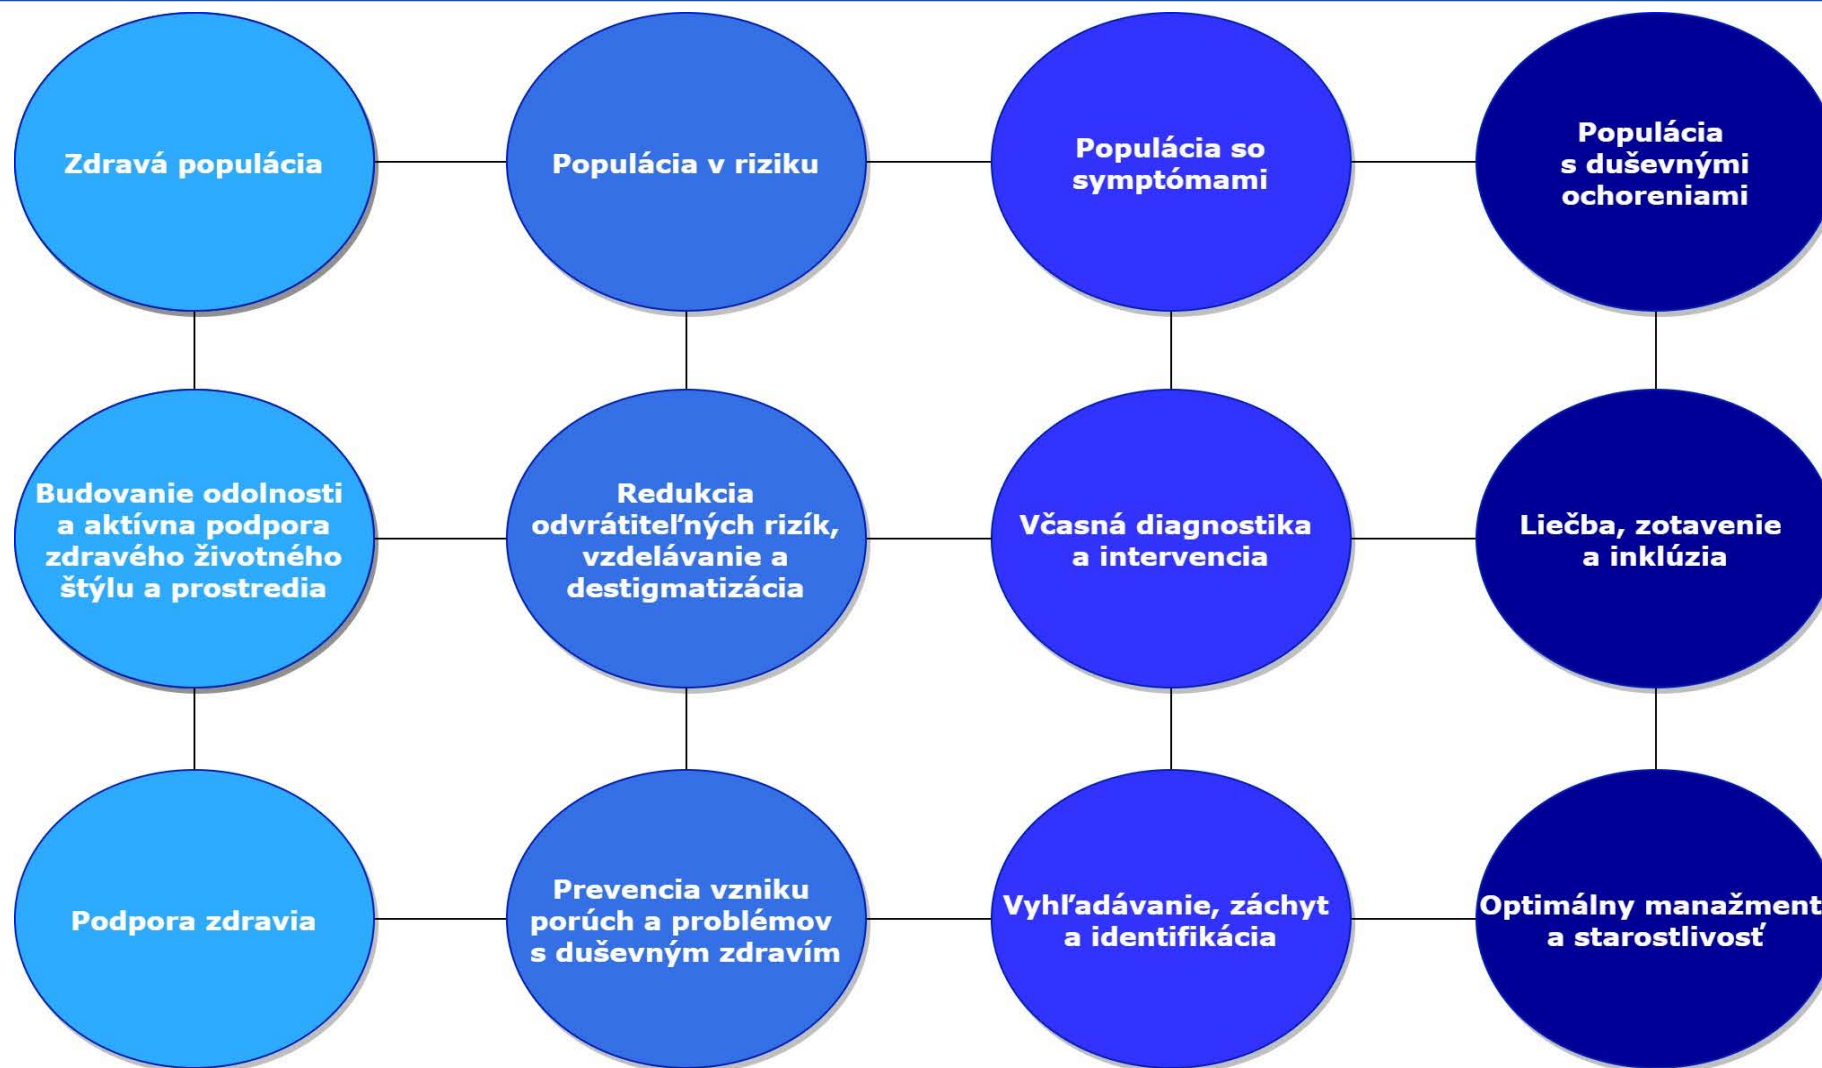 Zdravá populácia
Populácia v riziku
Populácia so
symptómami
Populácia
s duševnými
ochoreniami
Budovanie odolnosti
a aktívna podpora
zdravého životného
štýlu a prostredia
Redukcia
odvrátiteľných rizík,
vzdelávanie a
destigmatizácia
Včasná diagnostika
a intervencia
Liečba, zotavenie
a inklúzia
Podpora zdravia
Prevencia vzniku
porúch a problémov
s duševným zdravím
Vyhľadávanie, záchyt
a identifikácia
Optimálny manažment
a starostlivosť